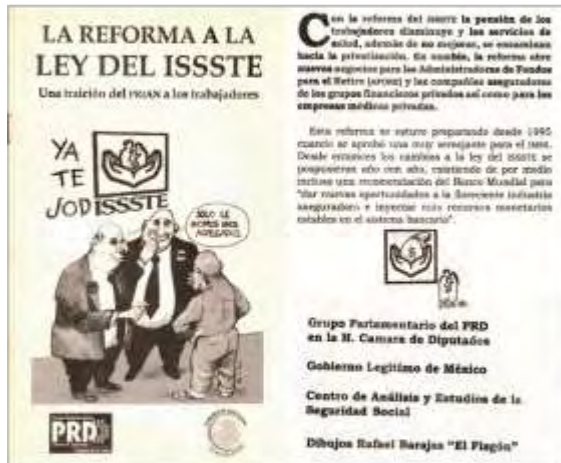 LA REFORMA A LA
LEY DEL ISSSTE
Una traición del PRIAN a los trabajadores
YA
TE
JODISSSTE
SOLO LE
HICIMOS UNOS
AGREGADOS
PRD
Con la reforma del ISSSTE la pensión de los
trabajadores disminuye y los servicios de
salud, además de no mejorar, se encaminan
hacia la privatización. En cambio, la reforma abre
nuevos negocios para las Administradoras de Fondos
para el Retiro (AFORE) y las compañías aseguradoras
de los grupos financieros privados así como para las
empresas médicas privadas.
Esta reforma se estuvo preparando desde 1995
cuando se aprobó una muy semejante para el IMSS.
Desde entonces los cambios a la ley del ISSSTE se
pospusieron año con año, existiendo de por medio
incluso una recomendación del Banco Mundial para
"dar nuevas oportunidades a la floreciente industria
aseguradora e inyectar más recursos monetarios
estables en el sistema bancario".
Grupo Parlamentario del PRD
en la H. Camara de Diputados
Gobierno Legítimo de México
Centro de Análisis y Estudios de la
Seguridad Social
Dibujos Rafael Barajas "El Fisgón"